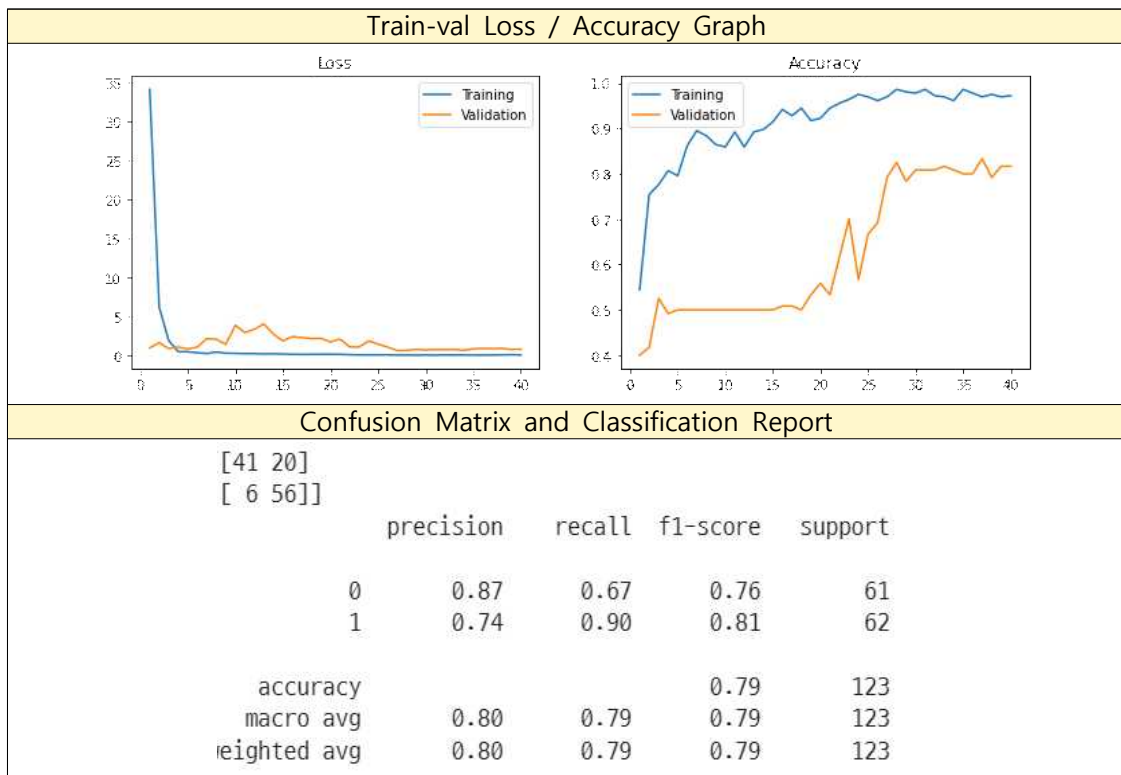 Train-val Loss / Accuracy Graph
Loss
Accuracy
35
30
25
20
15
10
5
0
Training
Validation
0 5 10 15 20 25 30 35 40
1.0
0.9
0.8
0.7
0.6
0.5
0.4
Training
Validation
0 5 10 15 20 25 30 35 40
Confusion Matrix and Classification Report
[41 20]
[ 6 56]]
precision recall f1-score support
0 0.87 0.67 0.76 61
1 0.74 0.90 0.81 62
accuracy 0.79 123
macro avg 0.80 0.79 0.79 123
weighted avg 0.80 0.79 0.79 123